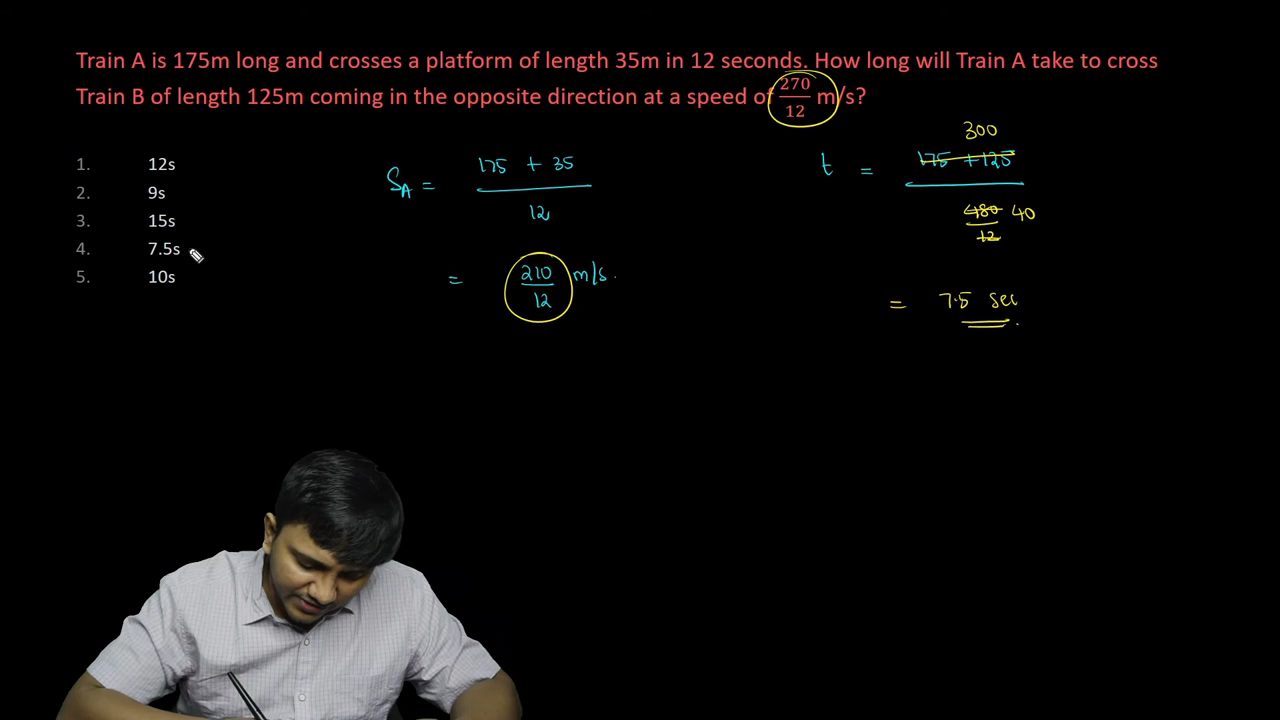 Train A is 175m long and crosses a platform of length 35m in 12 seconds. How long will Train A take to cross
Train B of length 125m coming in the opposite direction at a speed of 270/12 m/s?
1. 12s
2. 9s
3. 15s
4. 7.5s
5. 10s
S_A = 175 + 35
12
= 210/12 m/s.
300
t = 175 + 125
480 40
12
= 7.5 sec.